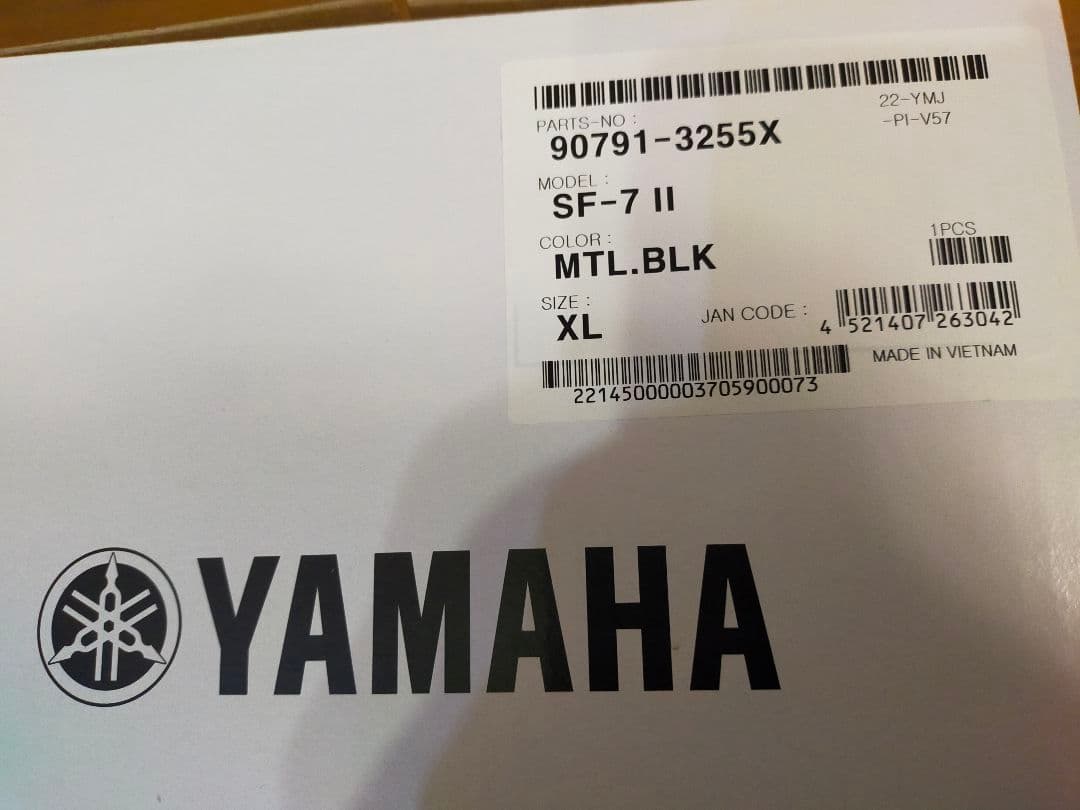 22-YMJ
-PI-V57
PARTS-NO :
90791-3255X
MODEL :
SF-7 II
COLOR :
MTL.BLK
1PCS
SIZE :
XL
JAN CODE :
4 521407 263042
MADE IN VIETNAM
22145000003705900073
YAMAHA